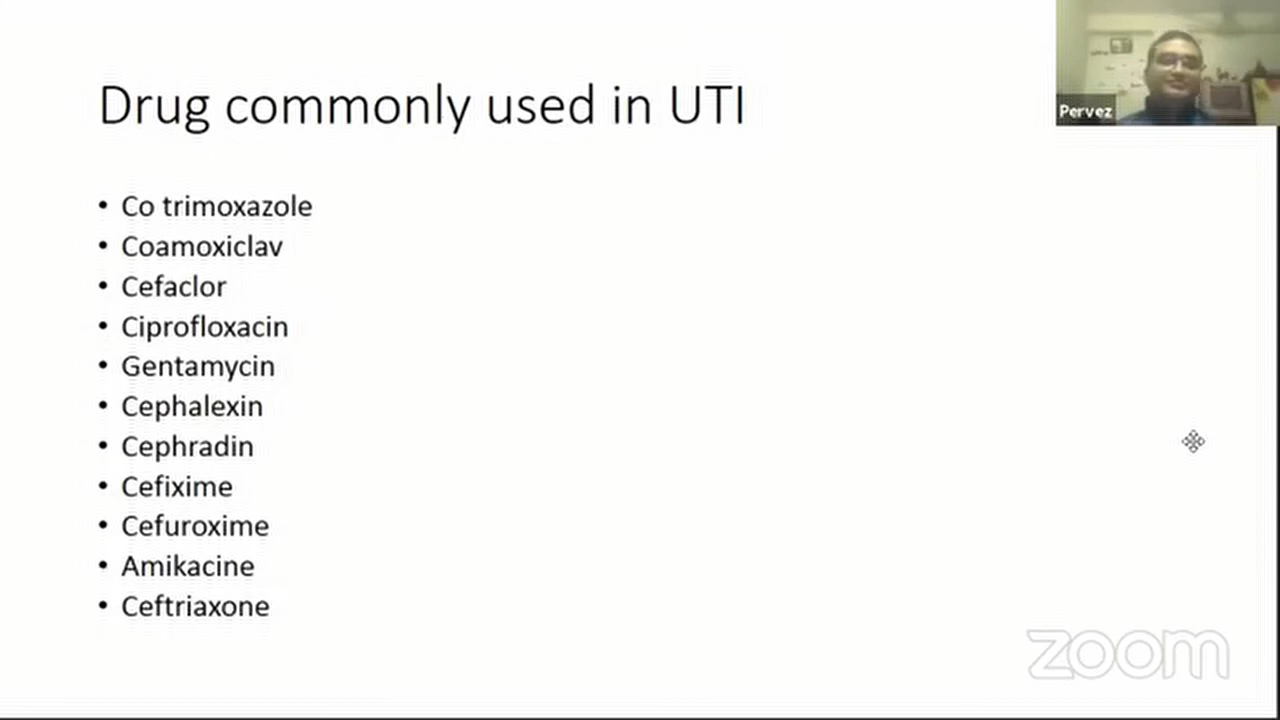 Drug commonly used in UTI
Pervez
• Co trimoxazole
• Coamoxiclav
• Cefaclor
• Ciprofloxacin
• Gentamycin
• Cephalexin
• Cephradin
• Cefixime
• Cefuroxime
• Amikacine
• Ceftriaxone
zoom